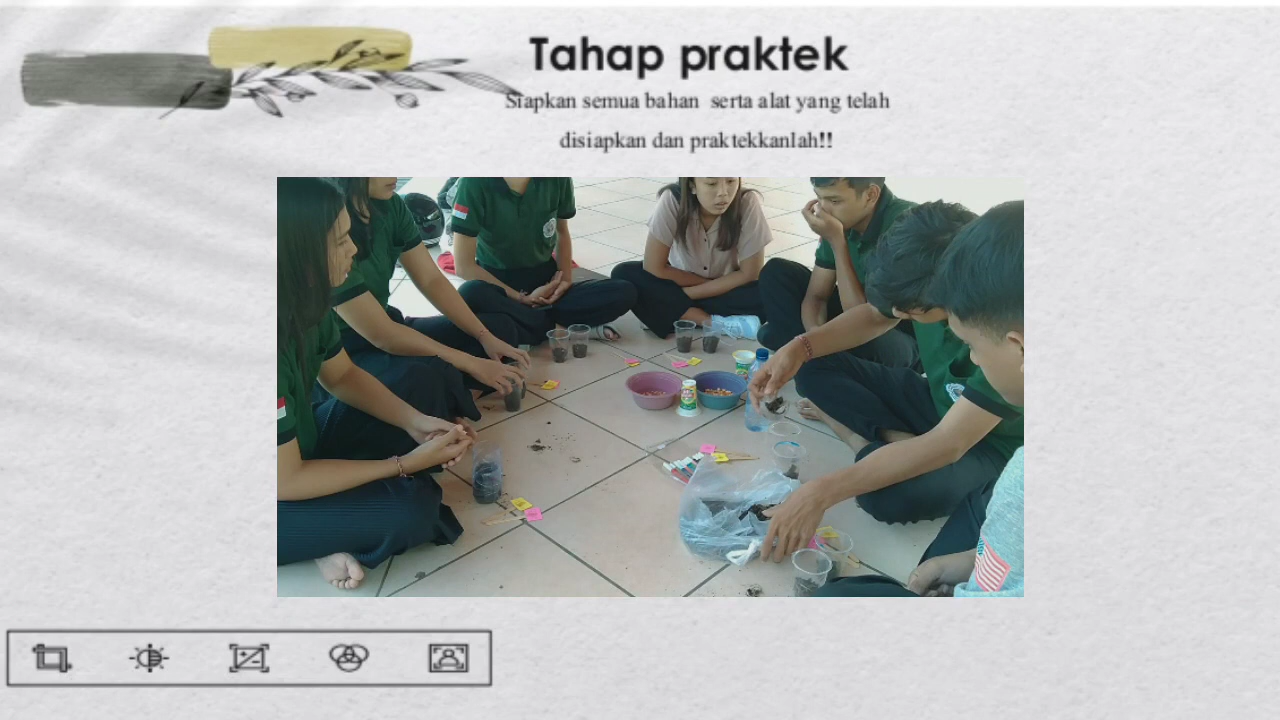 Tahap praktek
Siapkan semua bahan serta alat yang telah
disiapkan dan praktekkanlah!!